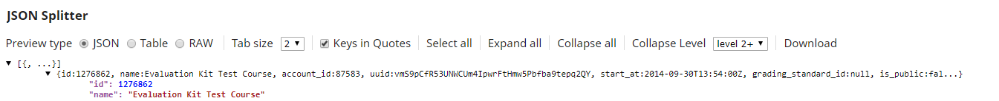 JSON Splitter
Preview type JSON Table RAW Tab size 2 Keys in Quotes Select all Expand all Collapse all Collapse Level level 2+ Download
[{, ...}]
{id:1276862, name:Evaluation Kit Test Course, account_id:87583, uuid:vmS9pCfR53UNWCUm4IpwrFtHmw5Pbfba9tepq2QY, start_at:2014-09-30T13:54:00Z, grading_standard_id:null, is_public:fal...}
"id": 1276862
"name": "Evaluation Kit Test Course"